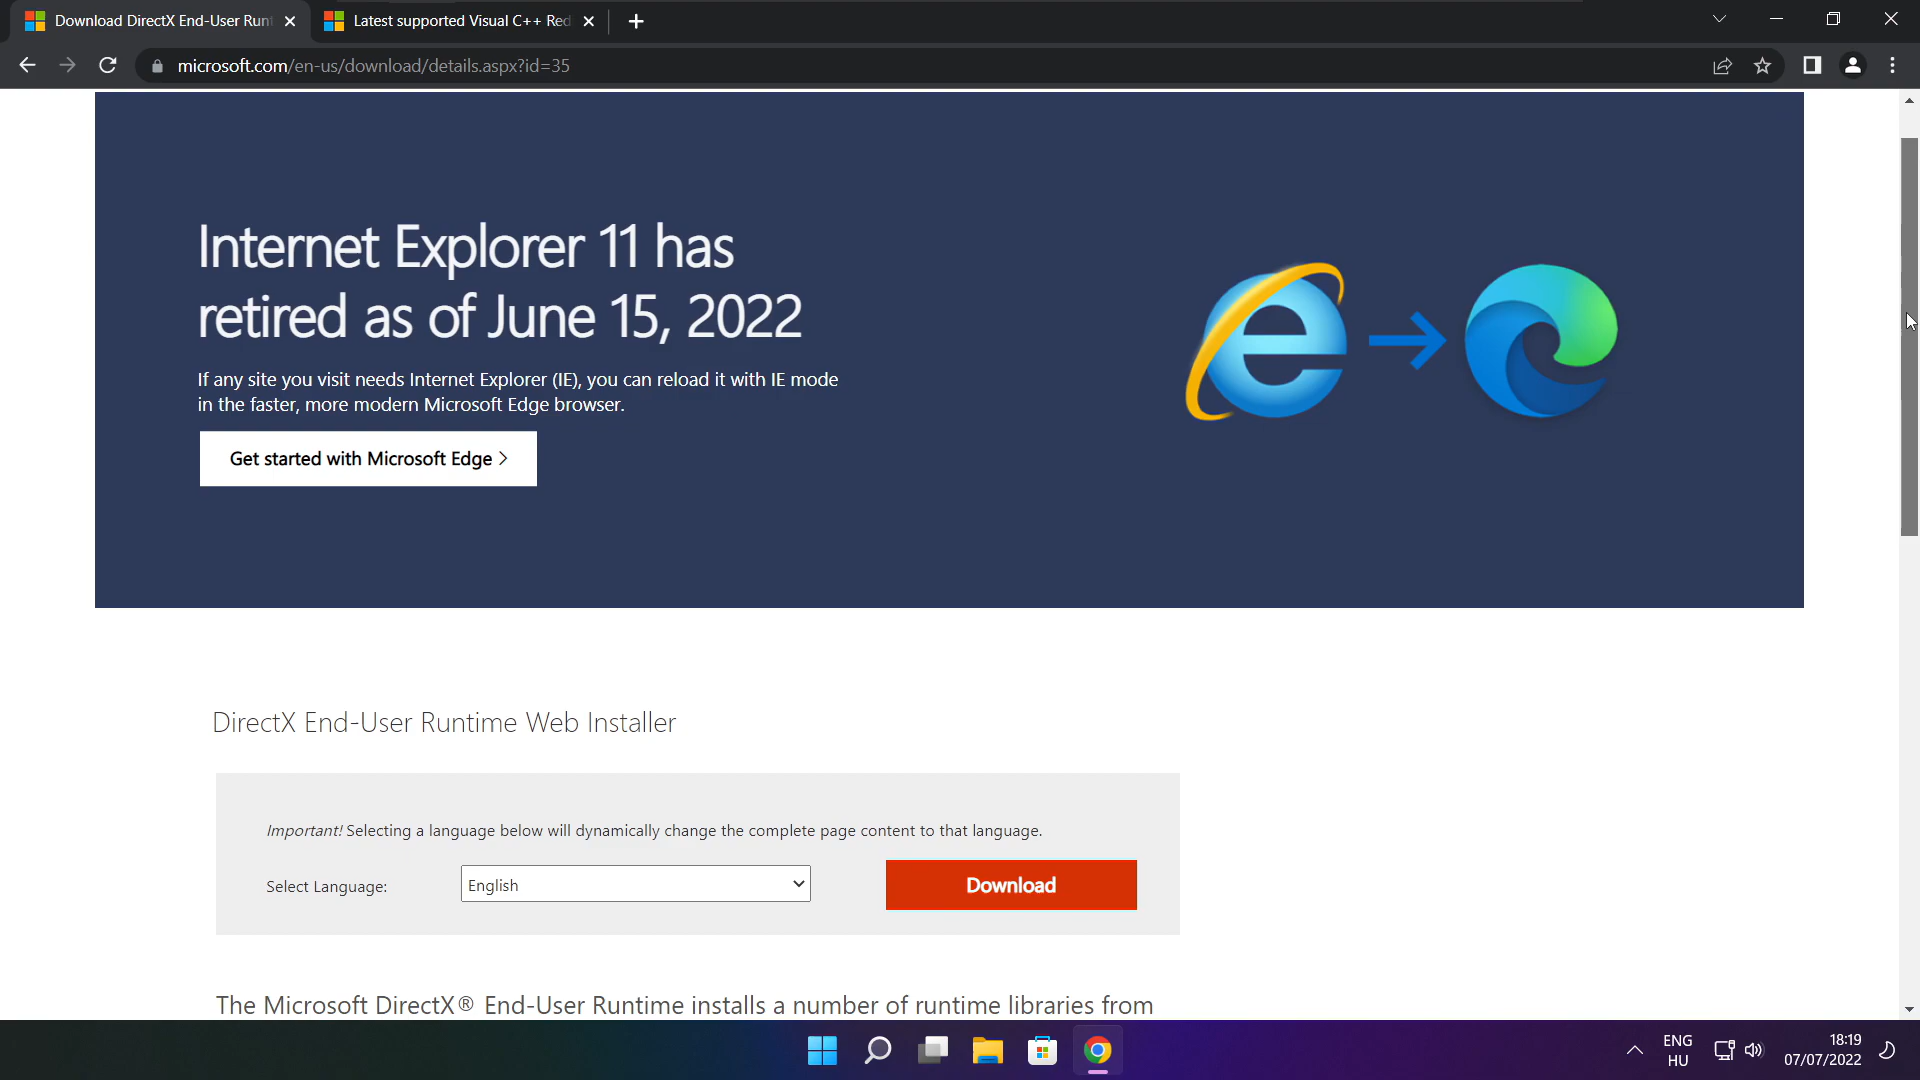 Download DirectX End-User Run
Latest supported Visual C++ Red
microsoft.com/en-us/download/details.aspx?id=35
Internet Explorer 11 has
retired as of June 15, 2022
If any site you visit needs Internet Explorer (IE), you can reload it with IE mode
in the faster, more modern Microsoft Edge browser.
Get started with Microsoft Edge >
DirectX End-User Runtime Web Installer
Important! Selecting a language below will dynamically change the complete page content to that language.
Select Language:
English
Download
The Microsoft DirectX® End-User Runtime installs a number of runtime libraries from
ENG
HU
18:19
07/07/2022